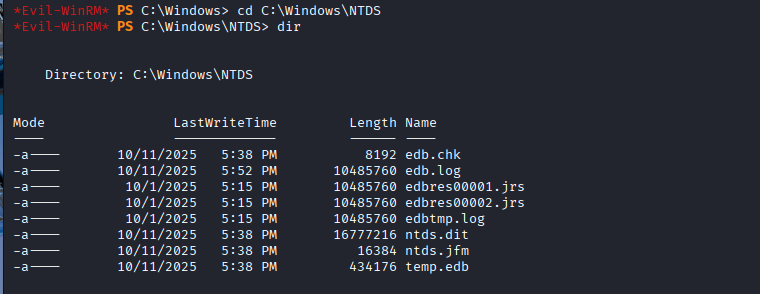 *Evil-WinRM* PS C:\Windows> cd C:\Windows\NTDS
*Evil-WinRM* PS C:\Windows\NTDS> dir
Directory: C:\Windows\NTDS
Mode LastWriteTime Length Name
---- ------------- ------ ----
-a---- 10/11/2025 5:38 PM 8192 edb.chk
-a---- 10/11/2025 5:52 PM 10485760 edb.log
-a---- 10/1/2025 5:15 PM 10485760 edbres00001.jrs
-a---- 10/1/2025 5:15 PM 10485760 edbres00002.jrs
-a---- 10/1/2025 5:15 PM 10485760 edbtmp.log
-a---- 10/11/2025 5:38 PM 16777216 ntds.dit
-a---- 10/11/2025 5:38 PM 16384 ntds.jfm
-a---- 10/11/2025 5:38 PM 434176 temp.edb